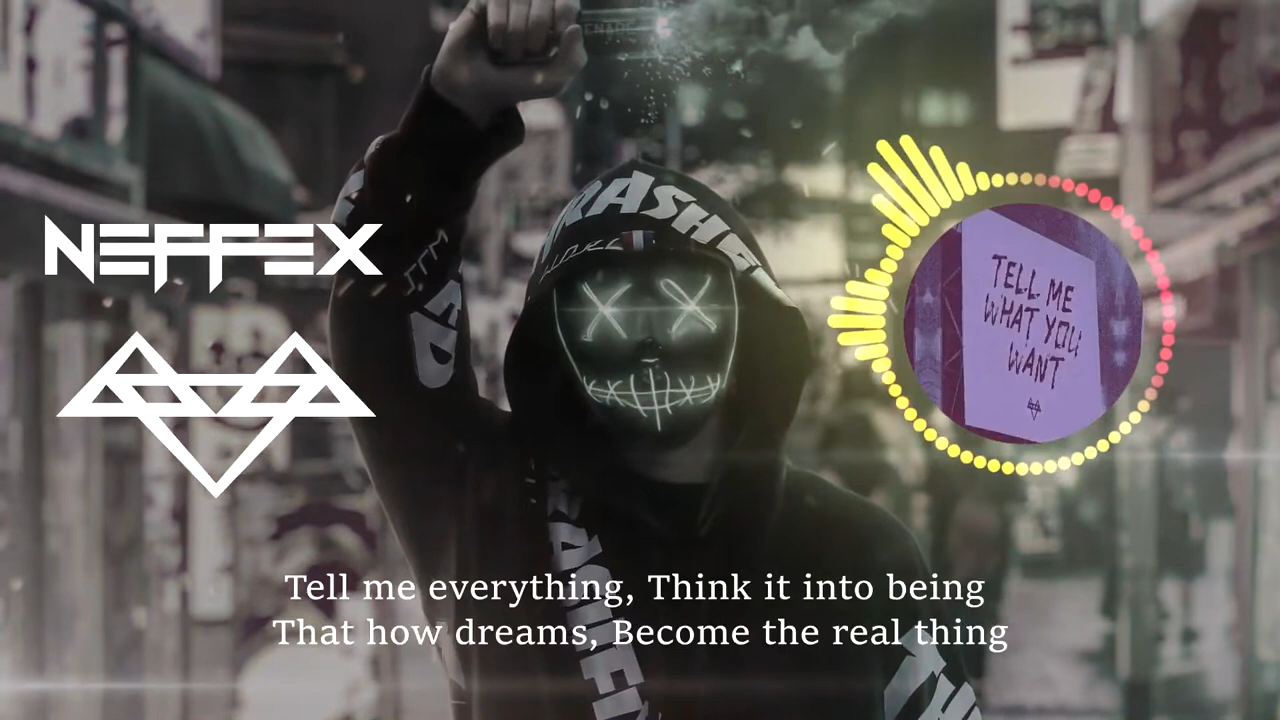 NEFFEX
TELL ME
WHAT YOU
WANT
Tell me everything, Think it into being
That how dreams, Become the real thing